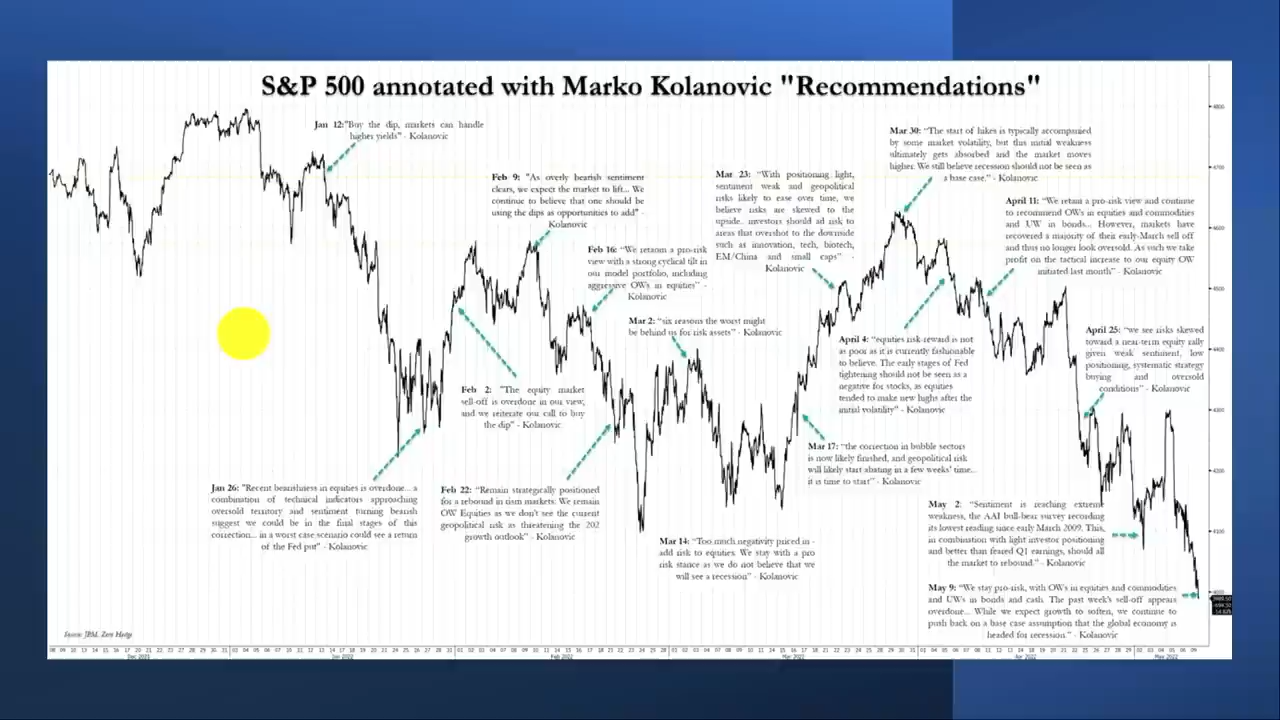 S&P 500 annotated with Marko Kolanovic "Recommendations"
Jan 12:"Buy the dip, markets can handle
higher yields" - Kolanovic
Feb 9: "As overly bearish sentiment
clears, we expect the market to lift... We
continue to believe that one should be
using the dips as opportunities to add" -
Kolanovic
Feb 16: "We retaom a pro-risk
view with a strong cyclical tilt in
our model portfolio, including
aggressive OWs in equities" -
Kolanovic
Mar 2: "six reasons the worst might
be behind us for risk assets" - Kolanovic
Mar 23: "With positioning light,
sentiment weak and geopolitical
risks likely to ease over time, we
believe risks are skewed to the
upside.. investors should ad risk to
areas that overshot to the downside
such as innovation, tech, biotech,
EM/China and small caps" -
Kolanovic
Mar 30: "The start of hikes is typically accompanied
by some market volatility, but this initial weakness
ultimately gets absorbed and the market moves
higher. We still believe recession should not be seen as
a base case." - Kolanovic
April 11: "We retain a pro-risk view and continue
to recommend OWs in equities and commodities
and UW in bonds... However, markets have
recovered a majority of their early-March sell off
and thus no longer look oversold. As such we take
profit on the tactical increase to our equity OW
initiated last month" - Kolanovic
April 25: "we see risks skewed
toward a near-term equity rally
given weak sentiment, low
positioning, systematic strategy
buying and oversold
conditions" - Kolanovic
April 4: "equities risk-reward is not
as poor as it is currently fashionable
to believe. The early stages of Fed
tightening should not be seen as a
negative for stocks, as equities
tended to make new highs after the
initial volatility" - Kolanovic
Feb 2: "The equity market
sell-off is overdone in our view,
and we reiterate our call to buy
the dip" - Kolanovic
Mar 17: "the correction in bubble sectors
is now likely finished, and geopolitical risk
will likely start abating in a few weeks' time...
it is time to start" - Kolanovic
Jan 26: "Recent bearishness in equities is overdone... a
combination of technical indicators approaching
oversold territory and sentiment turning bearish
suggest we could be in the final stages of this
correction... in a worst case scenario could see a return
of the Fed put" - Kolanovic
Feb 22: "Remain strategically positioned
for a rebound in rism markets: We remain
OW Equities as we don't see the current
geopolitical risk as threatening the 202
growth outlook" - Kolanovic
Mar 14: "Too much negativity priced in -
add risk to equities. We stay with a pro
risk stance as we do not believe that we
will see a recession" - Kolanovic
May 2: "Sentiment is reaching extreme
weakness, the AAI bull-bear survey recording
its lowest reading since early March 2009. This,
in combination with light investor positioning
and better than feared Q1 earnings, should all
the market to rebound." - Kolanovic
May 9: "We stay pro-risk, with OWs in equities and commodities
and UWs in bonds and cash. The past week's sell-off appears
overdone... While we expect growth to soften, we continue to
push back on a base case assumption that the global economy is
headed for recession." - Kolanovic
4800
4700
4600
4500
4400
4300
4200
4100
4000
Source: JPM, Zero Hedge
Dec 2021
Jan 2022
Feb 2022
Mar 2022
Apr 2022
May 2022